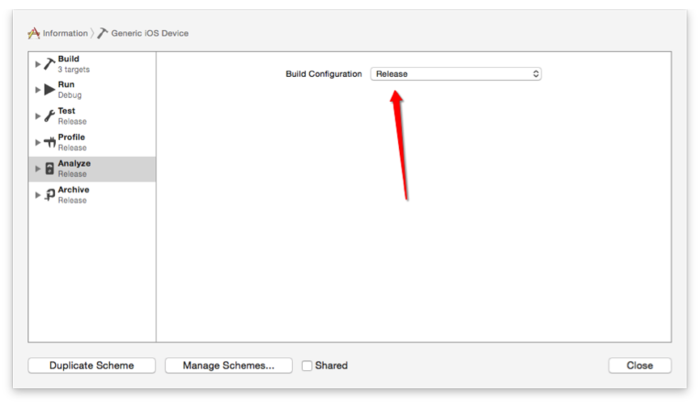 Information 〉 Generic iOS Device
Build
3 targets
Build Configuration
Release
Run
Debug
Test
Release
Profile
Release
Analyze
Release
Archive
Release
Duplicate Scheme
Manage Schemes...
Shared
Close